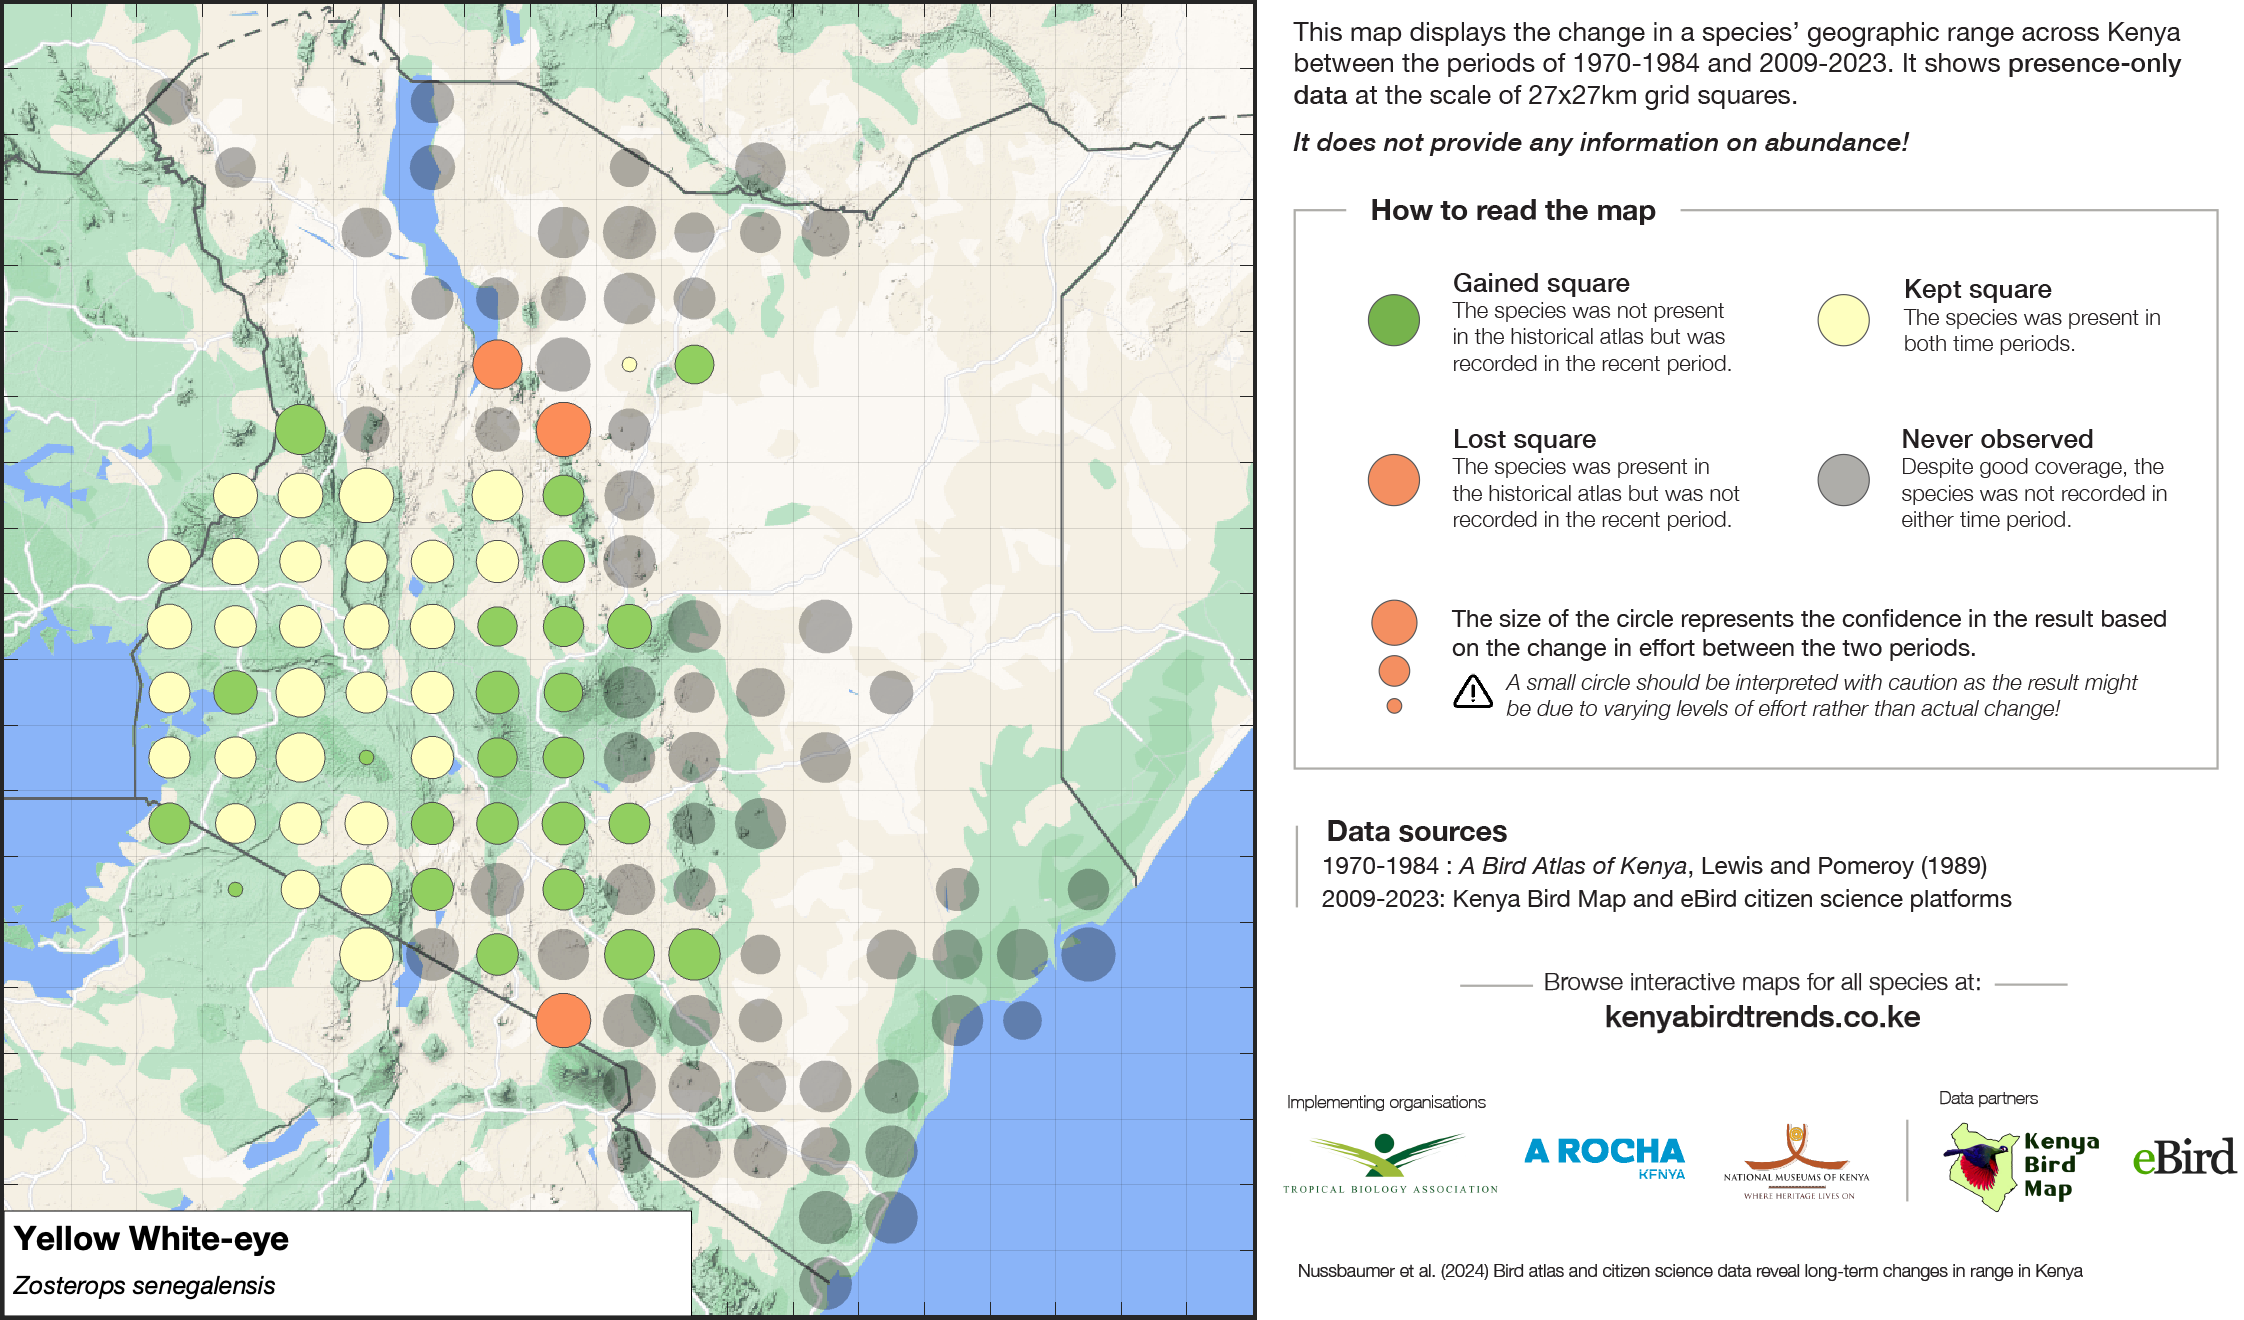 This map displays the change in a species’ geographic range across Kenya
between the periods of 1970-1984 and 2009-2023. It shows presence-only
data at the scale of 27x27km grid squares.
It does not provide any information on abundance!
How to read the map
Gained square
The species was not present
in the historical atlas but was
recorded in the recent period.
Kept square
The species was present in
both time periods.
Lost square
The species was present in
the historical atlas but was not
recorded in the recent period.
Never observed
Despite good coverage, the
species was not recorded in
either time period.
The size of the circle represents the confidence in the result based
on the change in effort between the two periods.
A small circle should be interpreted with caution as the result might
be due to varying levels of effort rather than actual change!
Data sources
1970-1984 : A Bird Atlas of Kenya, Lewis and Pomeroy (1989)
2009-2023: Kenya Bird Map and eBird citizen science platforms
Browse interactive maps for all species at:
kenyabirdtrends.co.ke
Implementing organisations
Data partners
TROPICAL BIOLOGY ASSOCIATION
A ROCHA
KENYA
NATIONAL MUSEUMS OF KENYA
WHERE HERITAGE LIVES ON
Kenya
Bird
Map
eBird
Yellow White-eye
Zosterops senegalensis
Nussbaumer et al. (2024) Bird atlas and citizen science data reveal long-term changes in range in Kenya